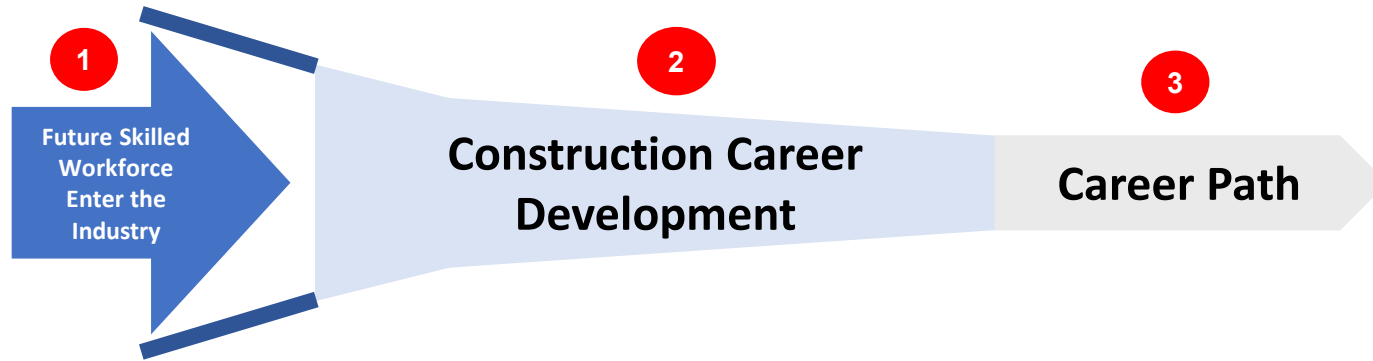 1
Future Skilled
Workforce
Enter the
Industry
2
Construction Career
Development
3
Career Path